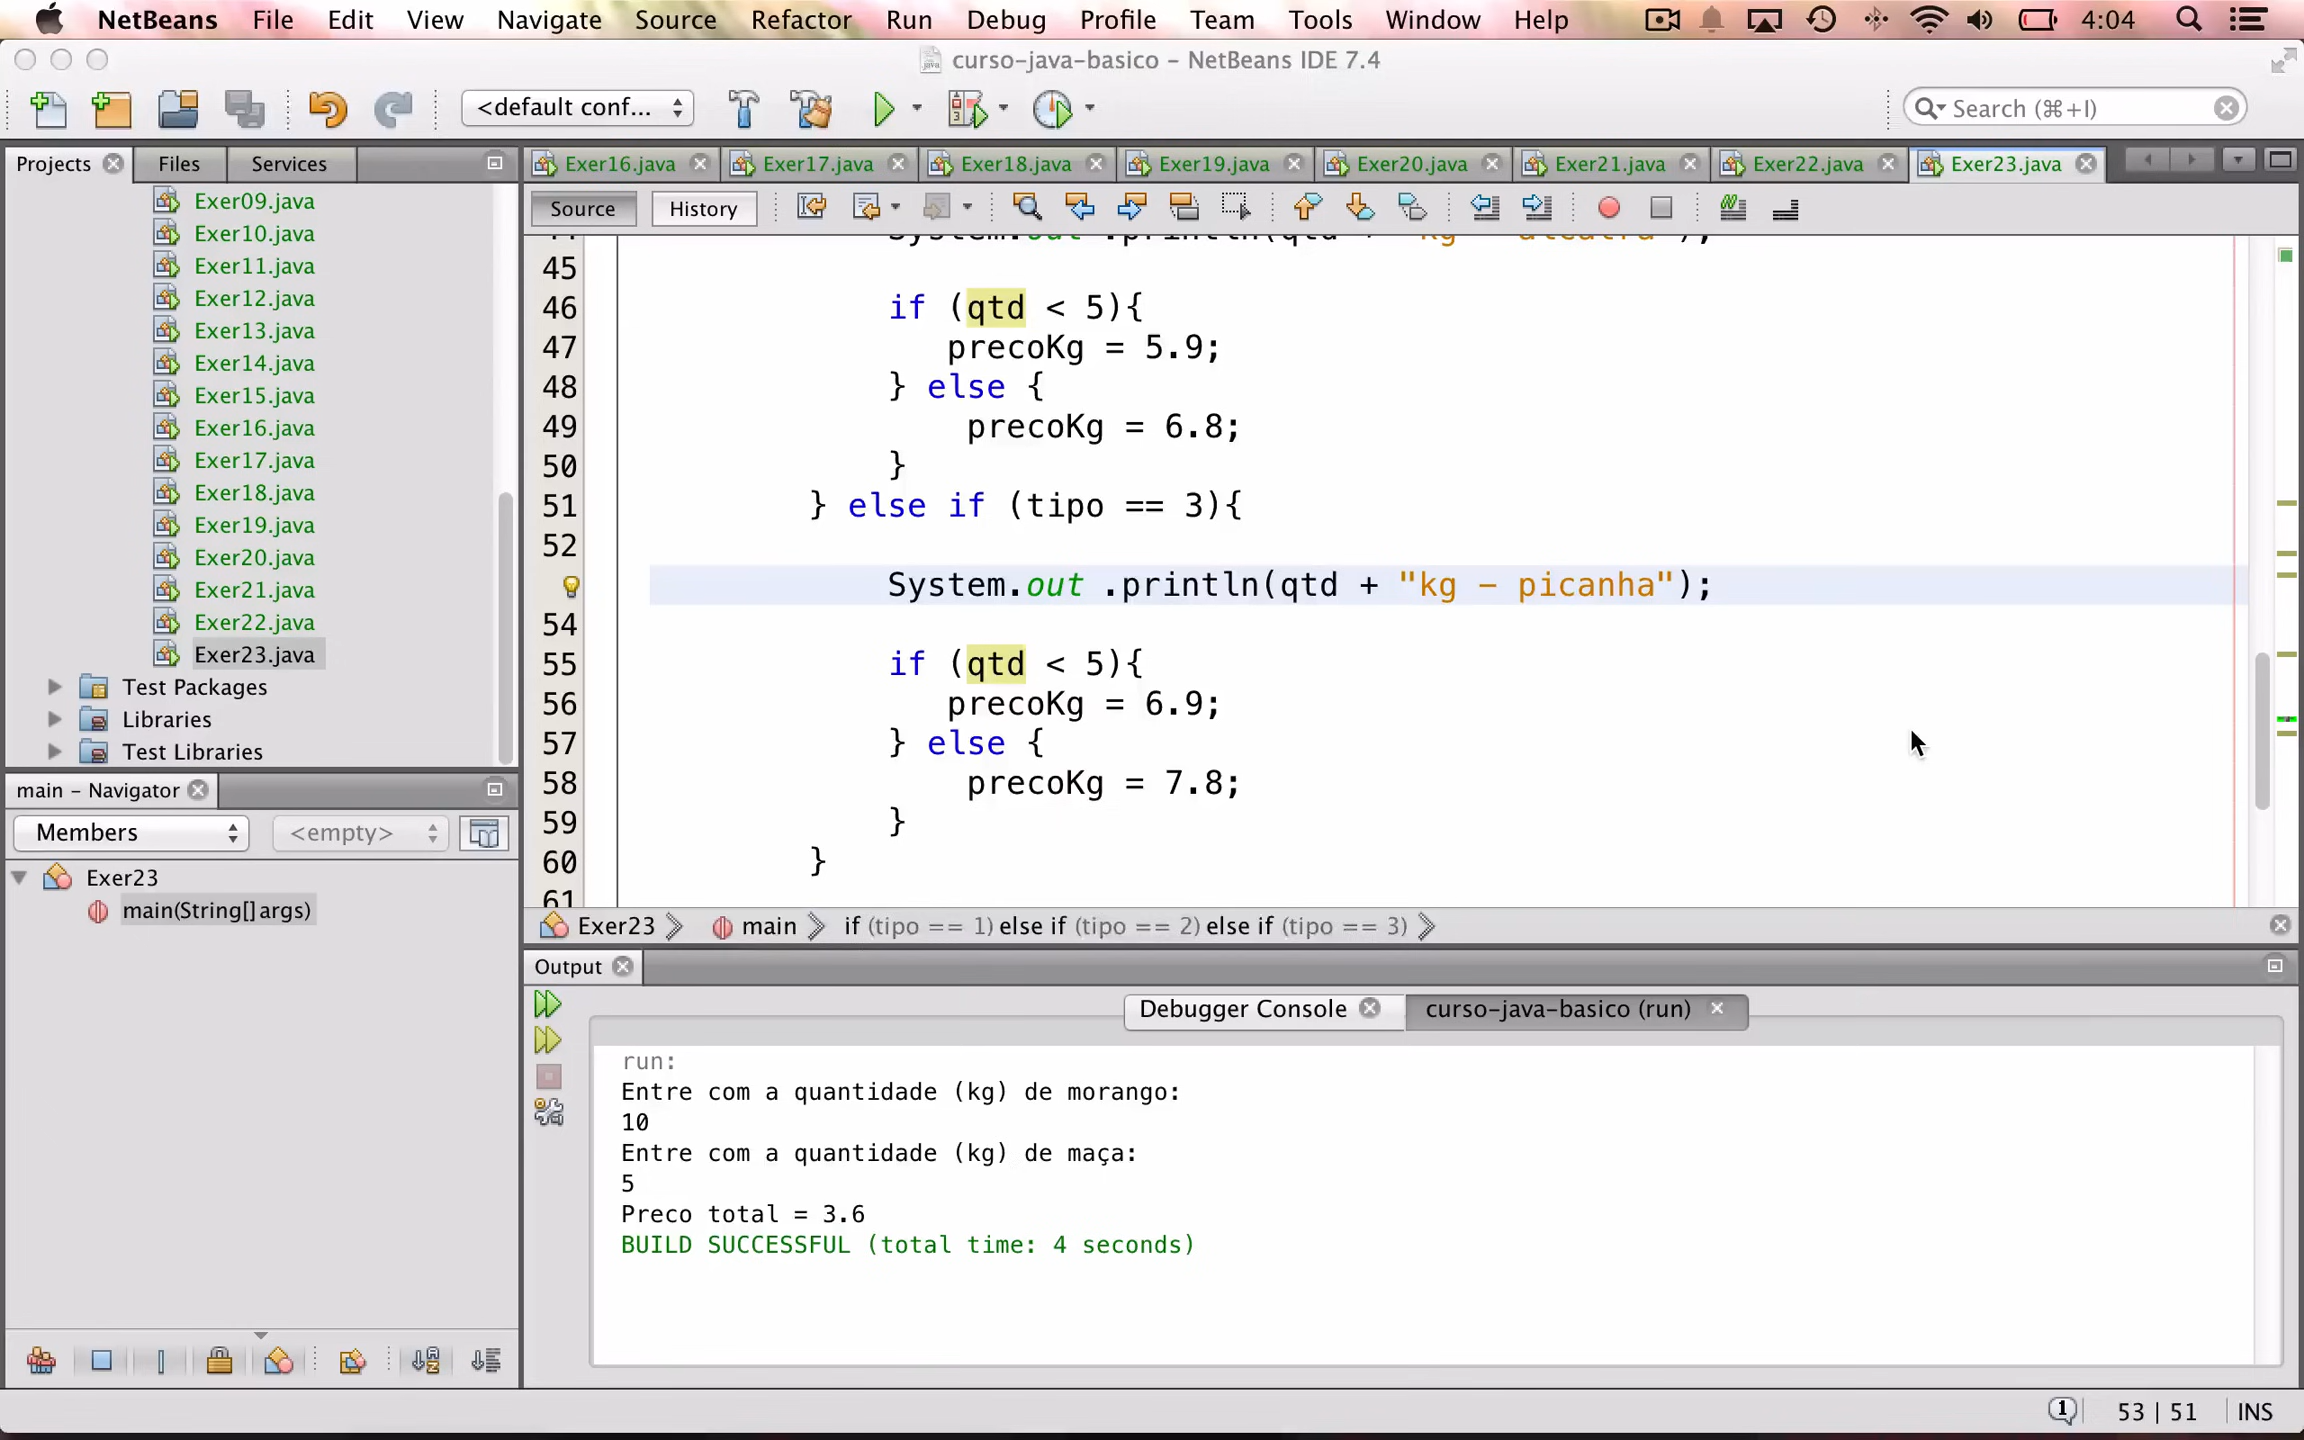 NetBeans File Edit View Navigate Source Refactor Run Debug Profile Team Tools Window Help 4:04
curso-java-basico - NetBeans IDE 7.4
<default conf... Search (⌘+I)
Projects Files Services
Exer16.java Exer17.java Exer18.java Exer19.java Exer20.java Exer21.java Exer22.java Exer23.java
Source History
Exer09.java
Exer10.java
Exer11.java
Exer12.java
Exer13.java
Exer14.java
Exer15.java
Exer16.java
Exer17.java
Exer18.java
Exer19.java
Exer20.java
Exer21.java
Exer22.java
Exer23.java
Test Packages
Libraries
Test Libraries
main - Navigator
Members <empty>
Exer23
main(String[] args)
System.out .println(qtd + "kg - alcatra");
45
46 if (qtd < 5){
47 precoKg = 5.9;
48 } else {
49 precoKg = 6.8;
50 }
51 } else if (tipo == 3){
52
System.out .println(qtd + "kg - picanha");
54
55 if (qtd < 5){
56 precoKg = 6.9;
57 } else {
58 precoKg = 7.8;
59 }
60 }
61
Exer23 main if (tipo == 1) else if (tipo == 2) else if (tipo == 3)
Output
Debugger Console curso-java-basico (run)
run:
Entre com a quantidade (kg) de morango:
10
Entre com a quantidade (kg) de maça:
5
Preco total = 3.6
BUILD SUCCESSFUL (total time: 4 seconds)
1 53 | 51 INS